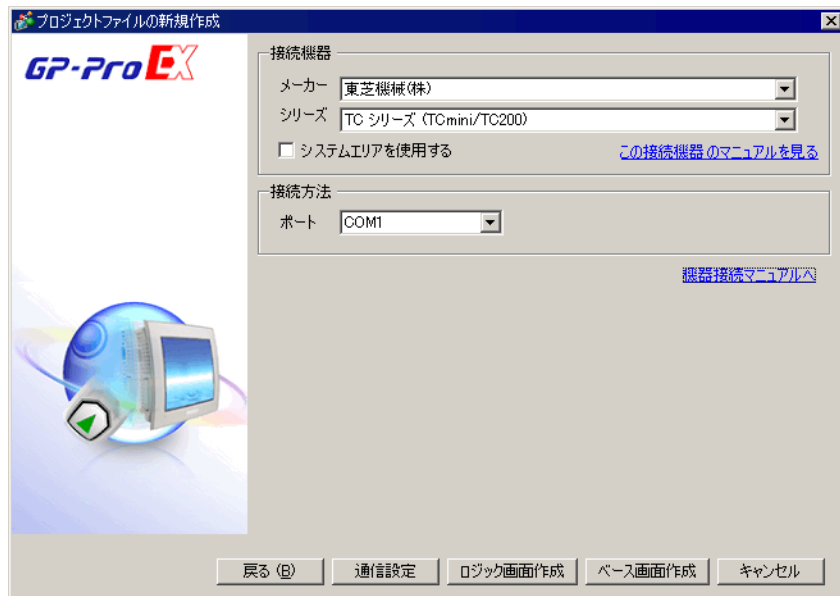 プロジェクトファイルの新規作成
GP-Pro EX
接続機器
メーカー 東芝機械(株)
シリーズ TC シリーズ (TCmini/TC200)
システムエリアを使用する この接続機器のマニュアルを見る
接続方法
ポート COM1
機器接続マニュアルへ
戻る (B) 通信設定 ロジック画面作成 ベース画面作成 キャンセル